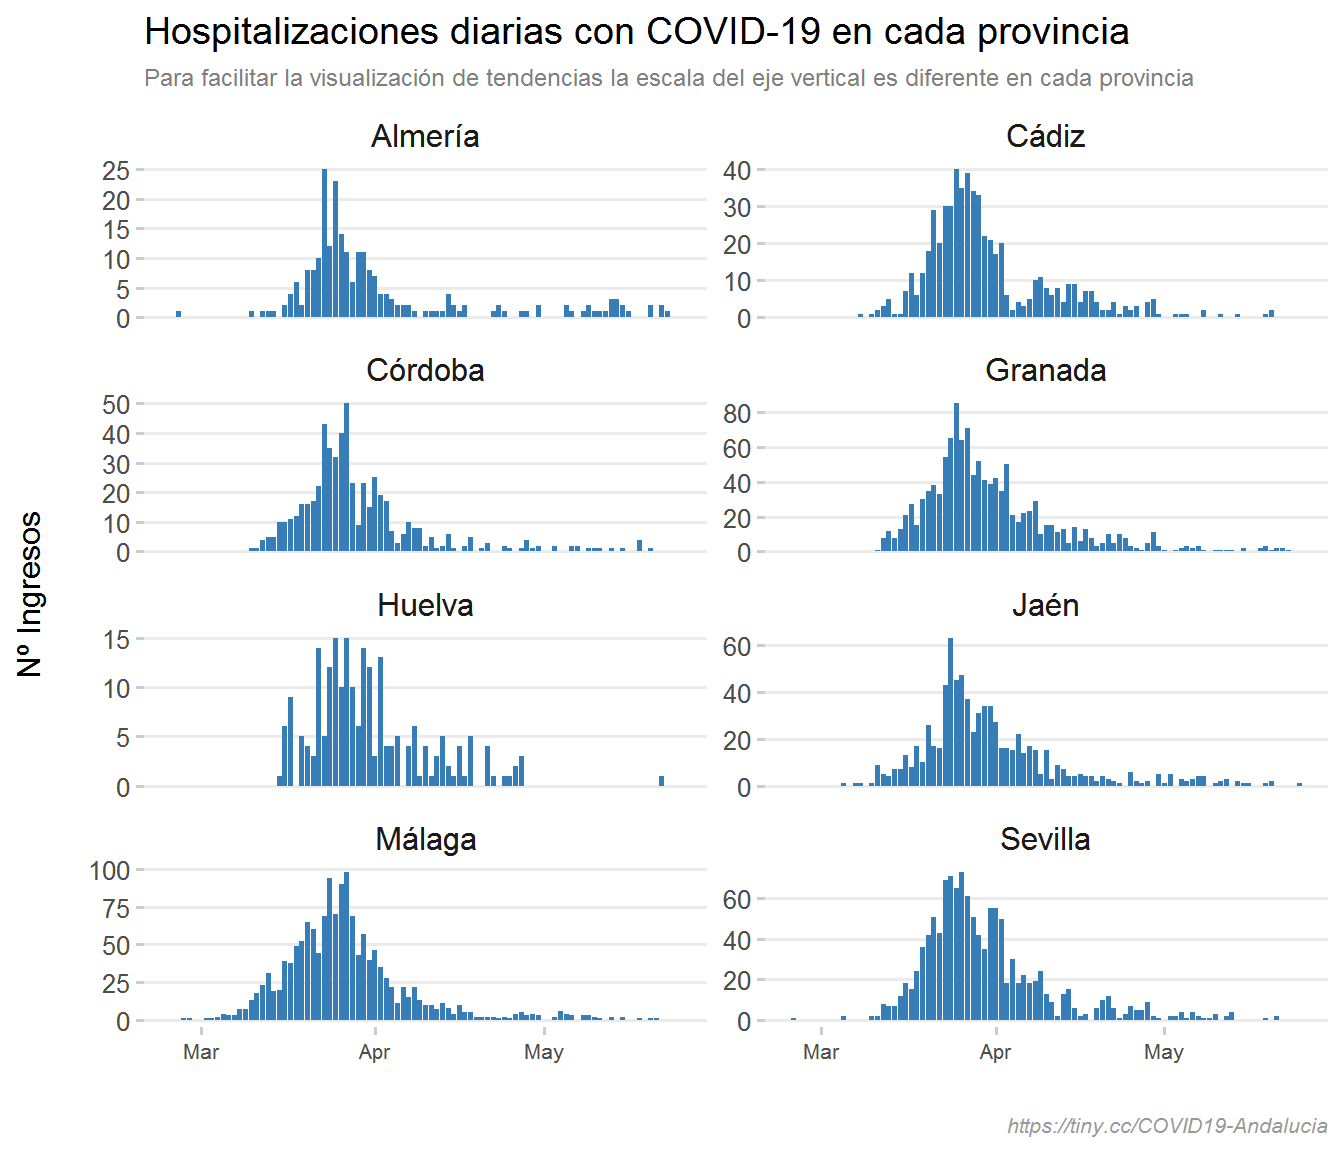 Hospitalizaciones diarias con COVID-19 en cada provincia
Para facilitar la visualización de tendencias la escala del eje vertical es diferente en cada provincia
Nº Ingresos
Almería
25
20
15
10
5
0
Cádiz
40
30
20
10
0
Córdoba
50
40
30
20
10
0
Granada
80
60
40
20
0
Huelva
15
10
5
0
Jaén
60
40
20
0
Málaga
100
75
50
25
0
Mar Apr May
Sevilla
60
40
20
0
Mar Apr May
https://tiny.cc/COVID19-Andalucia